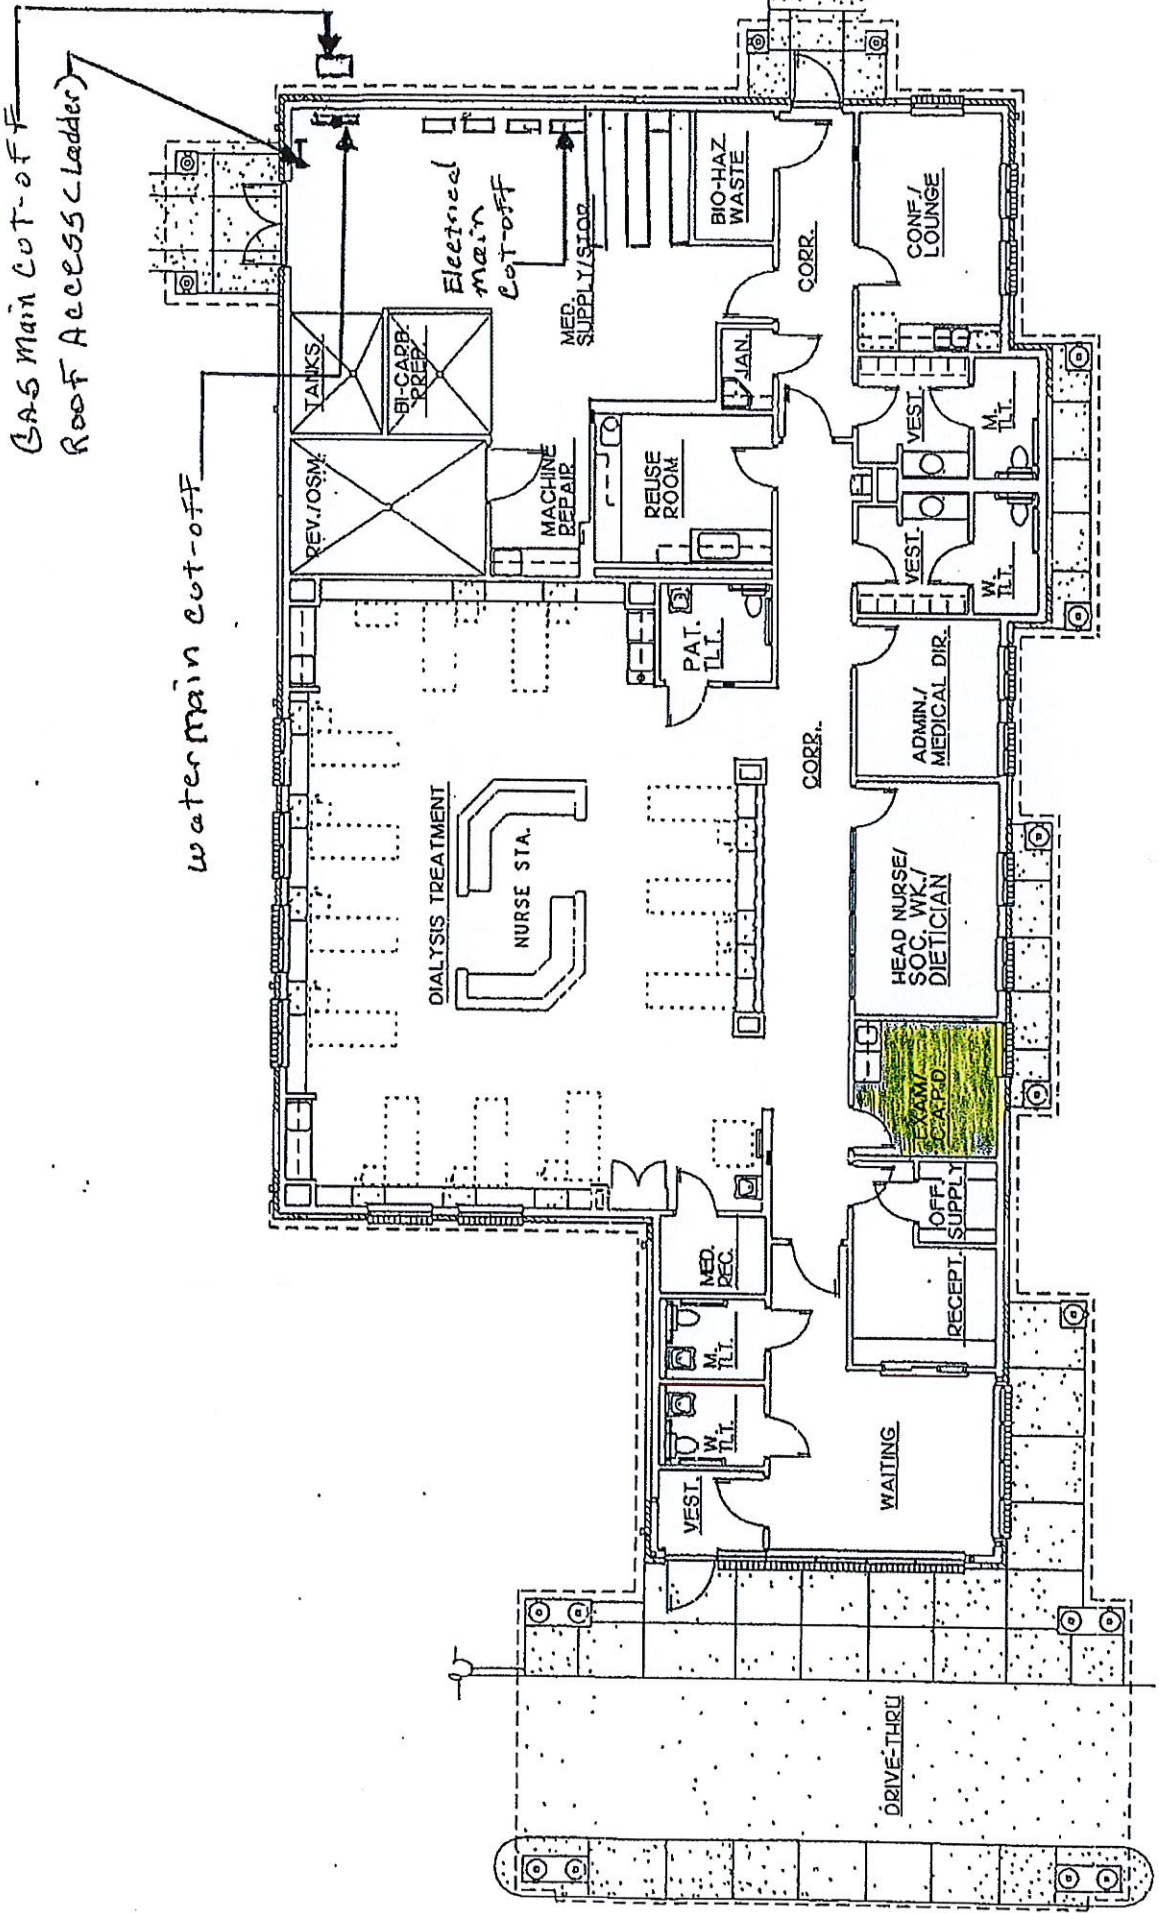 GAS Main CUT-OFF
ROOF Access (Ladder)
water main cut-off
Electrical
main
cut-OFF
TANKS
BI-CARB
PREP.
REV./OSM.
MACHINE
REPAIR
MED.
SUPPLY/STOR
BIO-HAZ
WASTE
JAN.
REUSE
ROOM
CORR.
CONF./
LOUNGE
VEST.
M.
TLT.
VEST.
W.
TLT.
PAT.
TLT.
DIALYSIS TREATMENT
NURSE STA.
CORR.
ADMIN./
MEDICAL DIR.
HEAD NURSE/
SOC. WK./
DIETICIAN
EXAM/
C.A.P.D.
OFF.
SUPPLY
RECEPT.
MED.
REC.
M.
TLT.
W.
TLT.
VEST.
WAITING
DRIVE-THRU